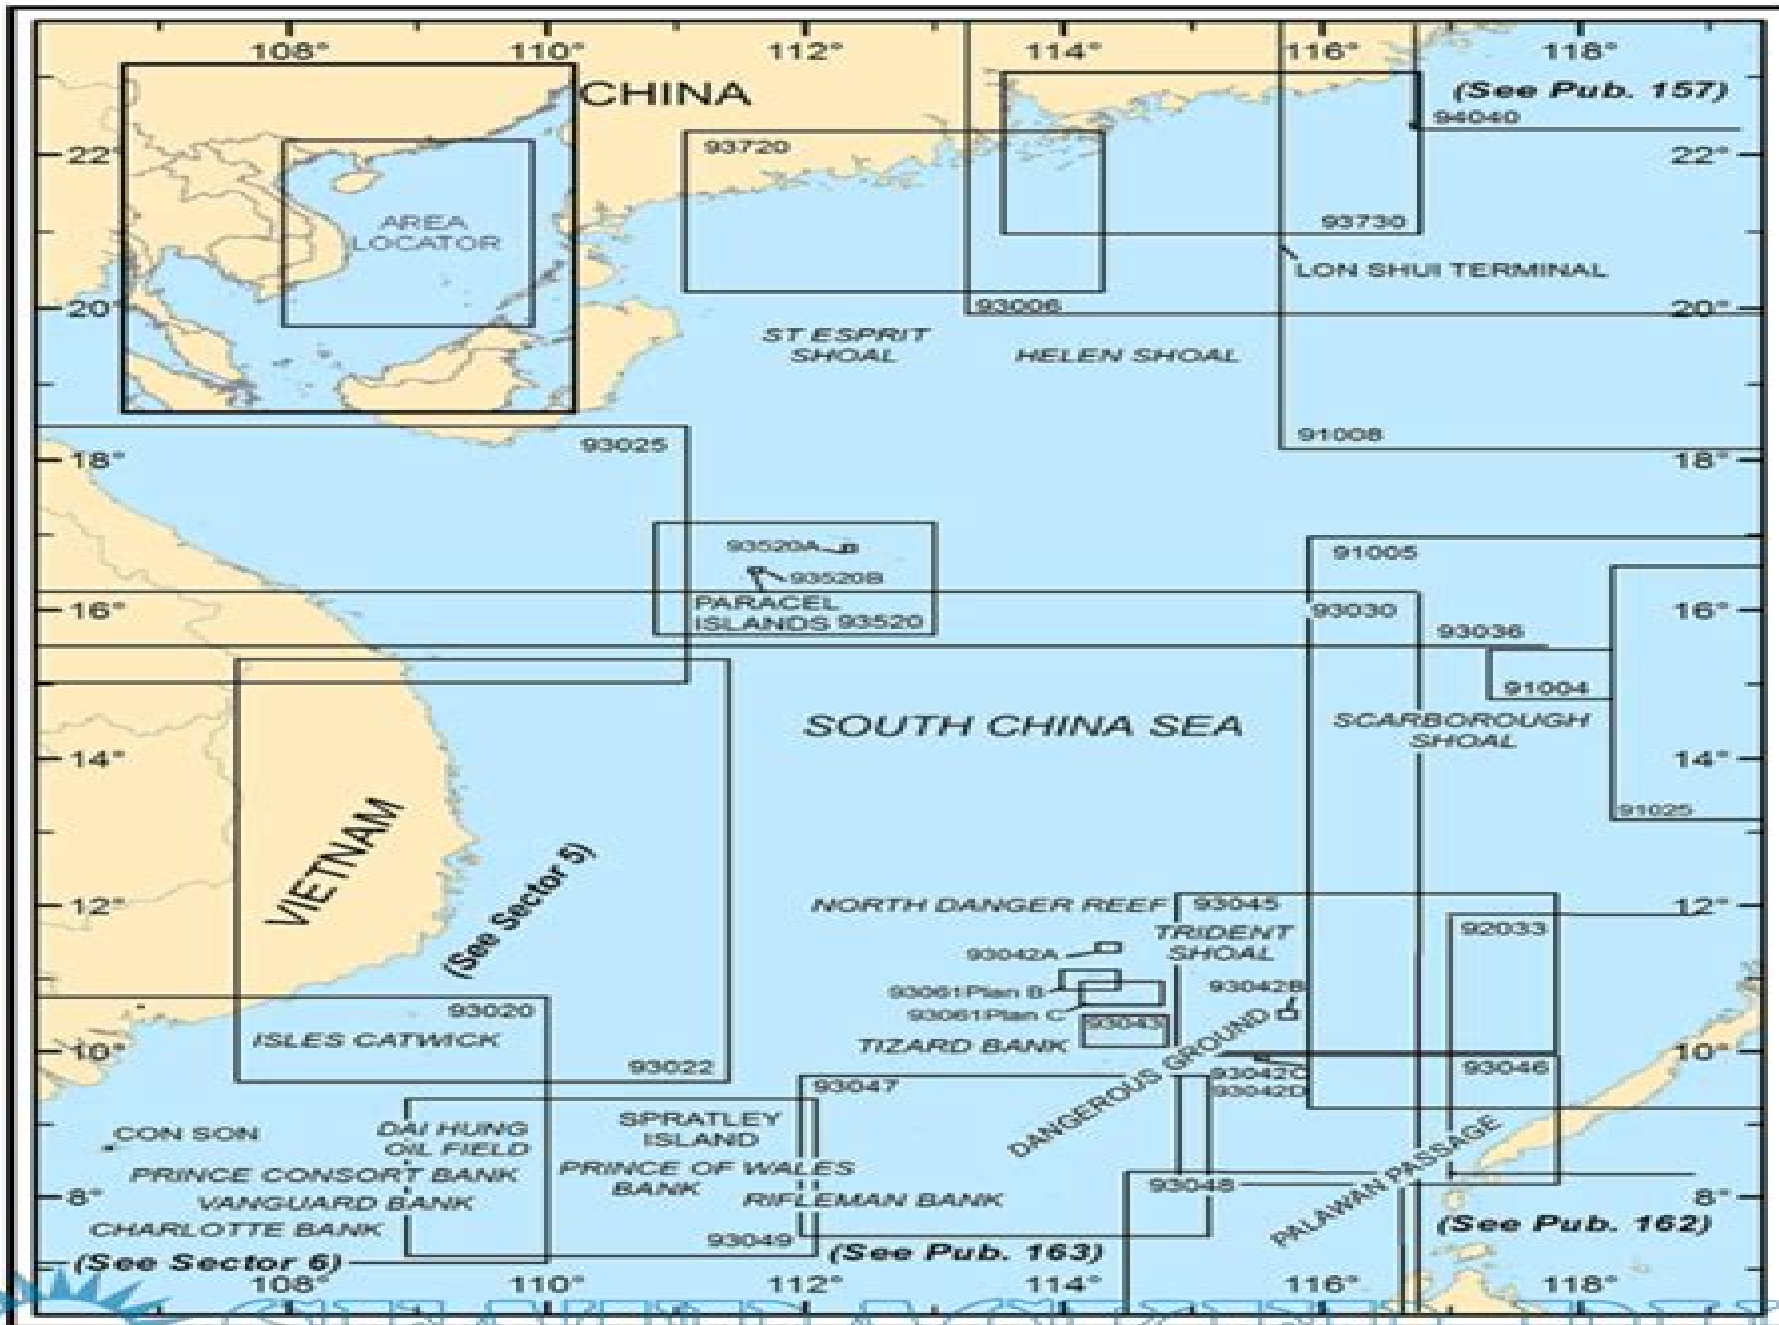 108°
110°
112°
114°
116°
118°
CHINA
(See Pub. 157)
94040
22°
93720
22°
AREA
LOCATOR
93730
LON SHUI TERMINAL
20°
93006
20°
ST ESPRIT
SHOAL
HELEN SHOAL
93025
91008
18°
18°
93520A
91005
93520B
16°
PARACEL
ISLANDS 93520
93030
16°
93036
91004
SOUTH CHINA SEA
SCARBOROUGH
SHOAL
14°
14°
91025
VIETNAM
(See Sector 5)
12°
NORTH DANGER REEF
93045
12°
TRIDENT
SHOAL
92033
93042A
93061Plan B
93042B
93061Plan C
93043
93020
ISLES CATWICK
TIZARD BANK
DANGEROUS GROUND
10°
10°
93022
93042C
93042D
93046
93047
CON SON
DAI HUNG
OIL FIELD
SPRATLEY
ISLAND
PRINCE CONSORT BANK
PRINCE OF WALES
BANK
PALAWAN PASSAGE
93048
8°
VANGUARD BANK
RIFLEMAN BANK
8°
CHARLOTTE BANK
93049
(See Pub. 163)
(See Pub. 162)
(See Sector 6)
108°
110°
112°
114°
116°
118°